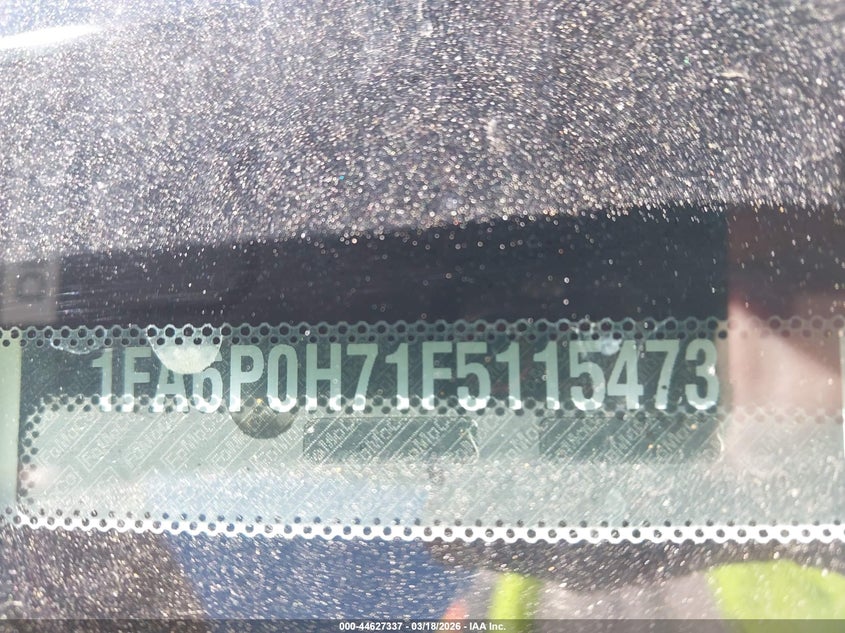 1FA6P0H71F5115473
000-44627337 - 03/18/2026 - IAA Inc.